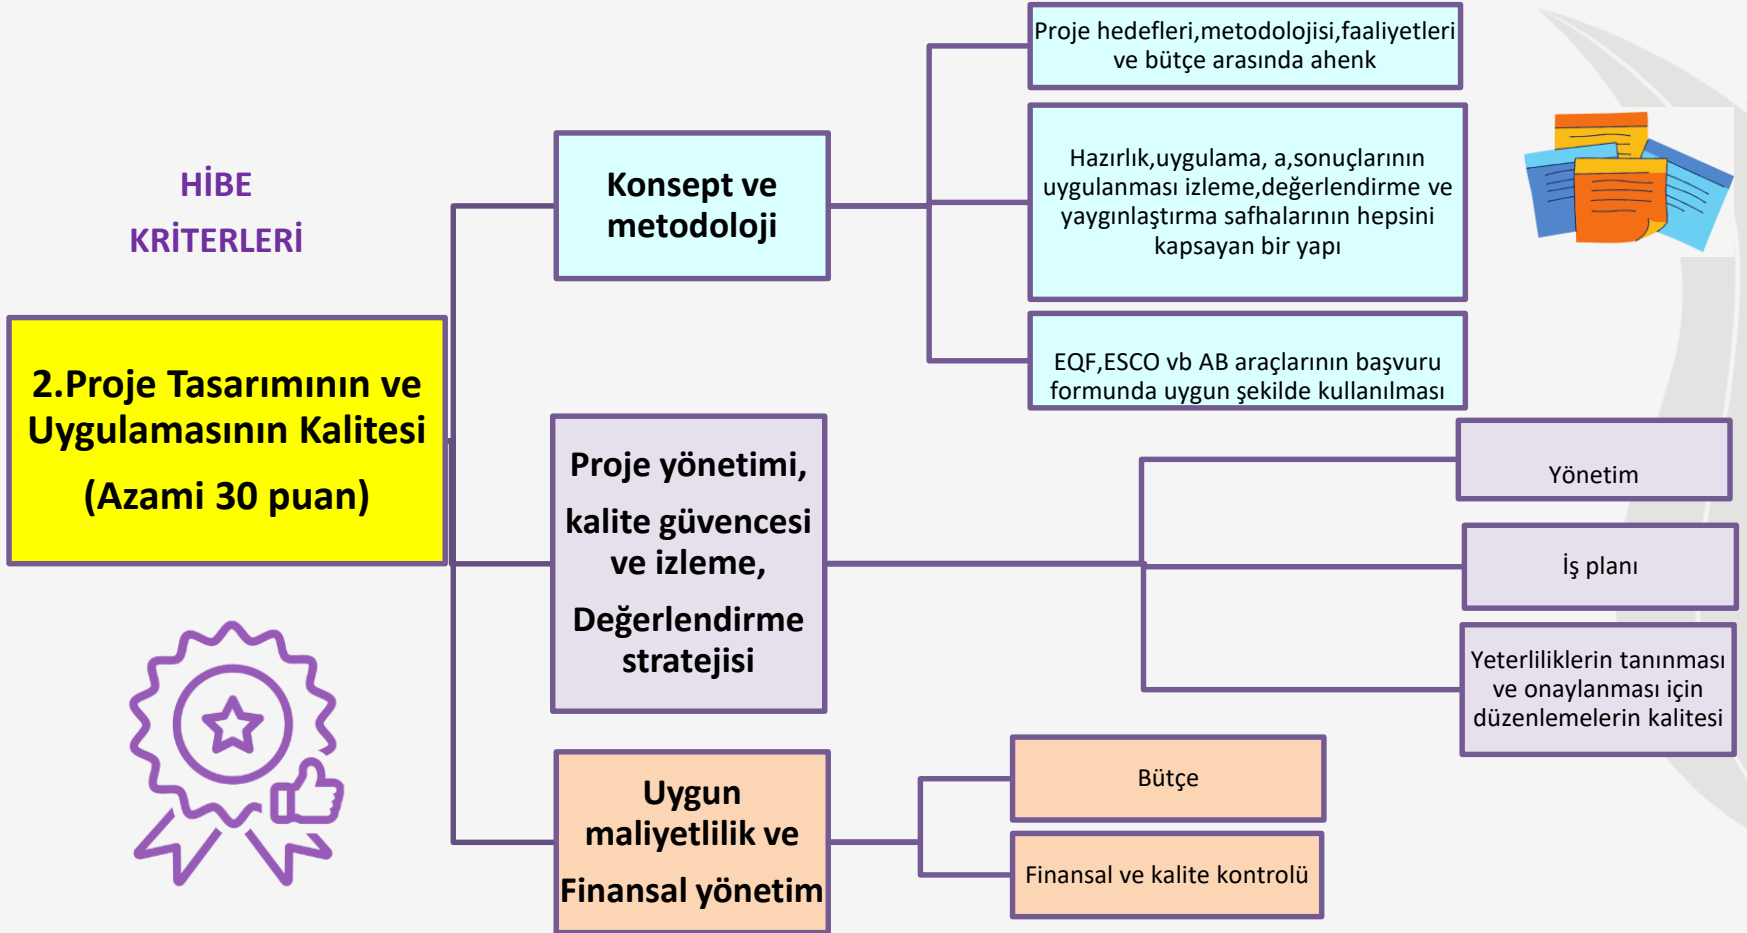 HİBE
KRİTERLERİ
2.Proje Tasarımının ve
Uygulamasının Kalitesi
(Azami 30 puan)
Konsept ve
metodoloji
Proje hedefleri,metodolojisi,faaliyetleri
ve bütçe arasında ahenk
Hazırlık,uygulama, a,sonuçlarının
uygulanması izleme,değerlendirme ve
yaygınlaştırma safhalarının hepsini
kapsayan bir yapı
EQF,ESCO vb AB araçlarının başvuru
formunda uygun şekilde kullanılması
Proje yönetimi,
kalite güvencesi
ve izleme,
Değerlendirme
stratejisi
Yönetim
İş planı
Yeterliliklerin tanınması
ve onaylanması için
düzenlemelerin kalitesi
Uygun
maliyetlilik ve
Finansal yönetim
Bütçe
Finansal ve kalite kontrolü